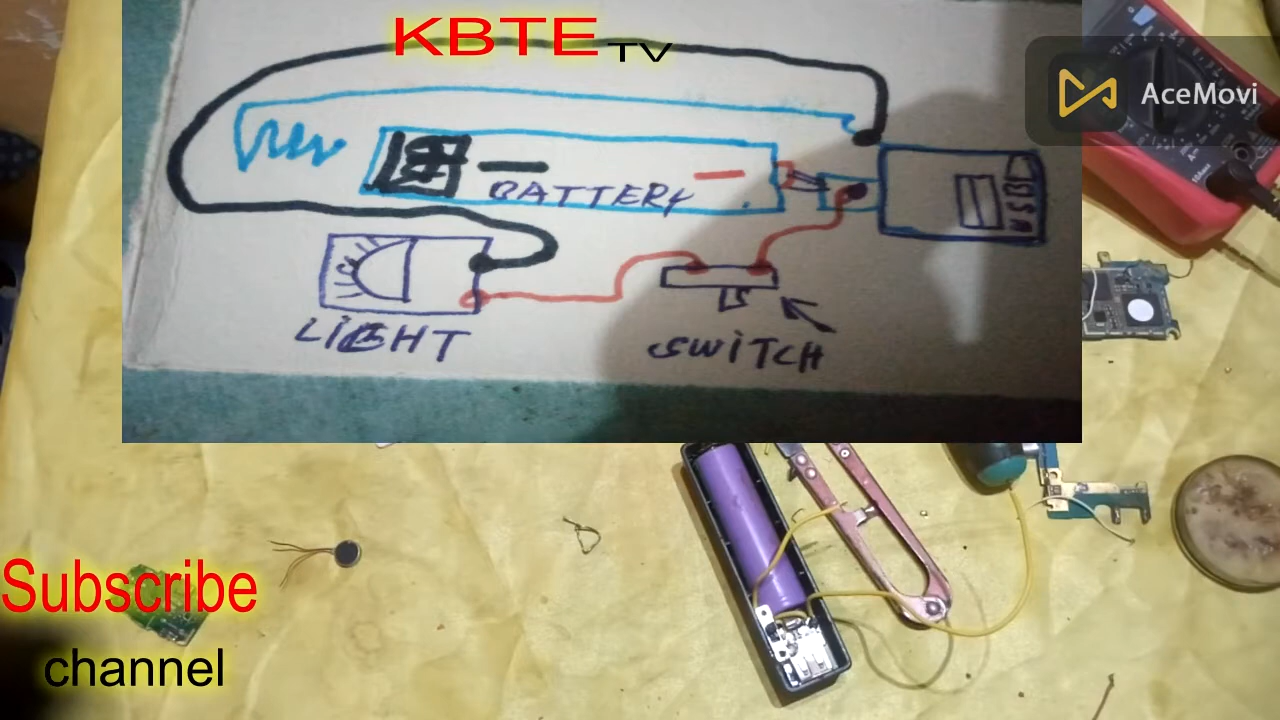 KBTE TV
AceMovi
BATTERY
USB
LIGHT
SWITCH
Subscribe
channel